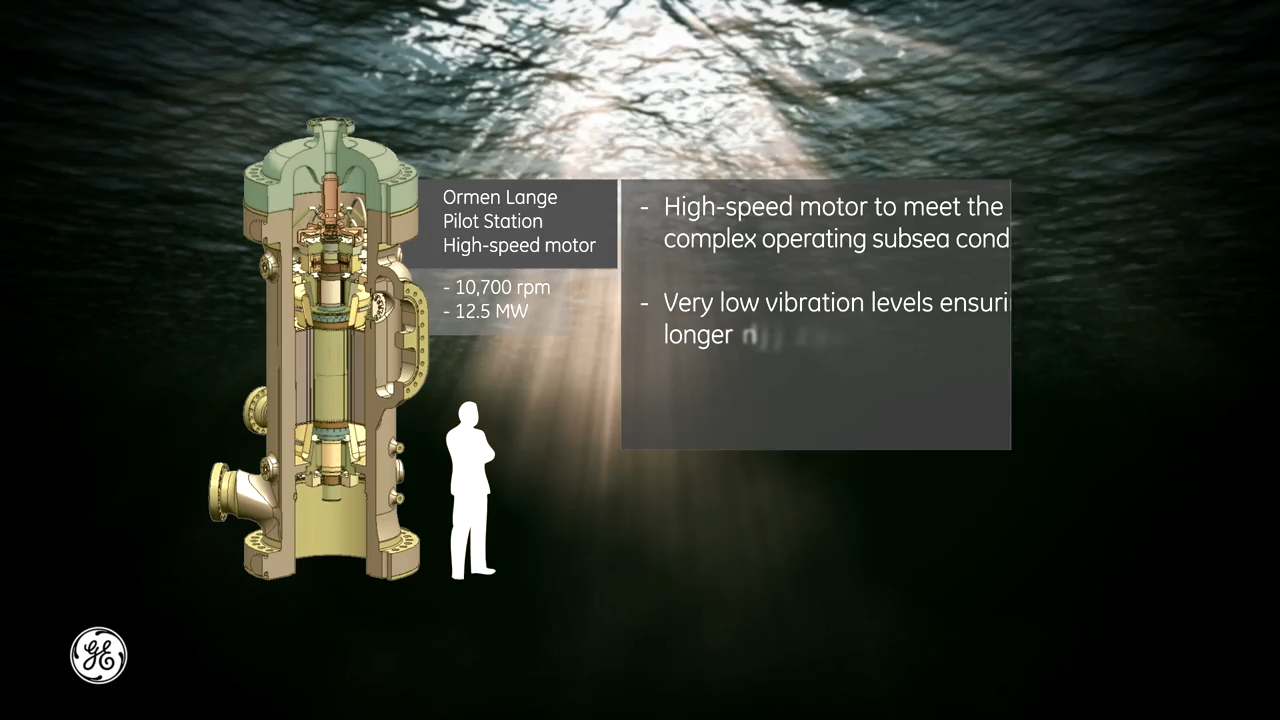 Ormen Lange
Pilot Station
High-speed motor
- 10,700 rpm
- 12.5 MW
- High-speed motor to meet the
complex operating subsea cond
- Very low vibration levels ensuri
longer
GE